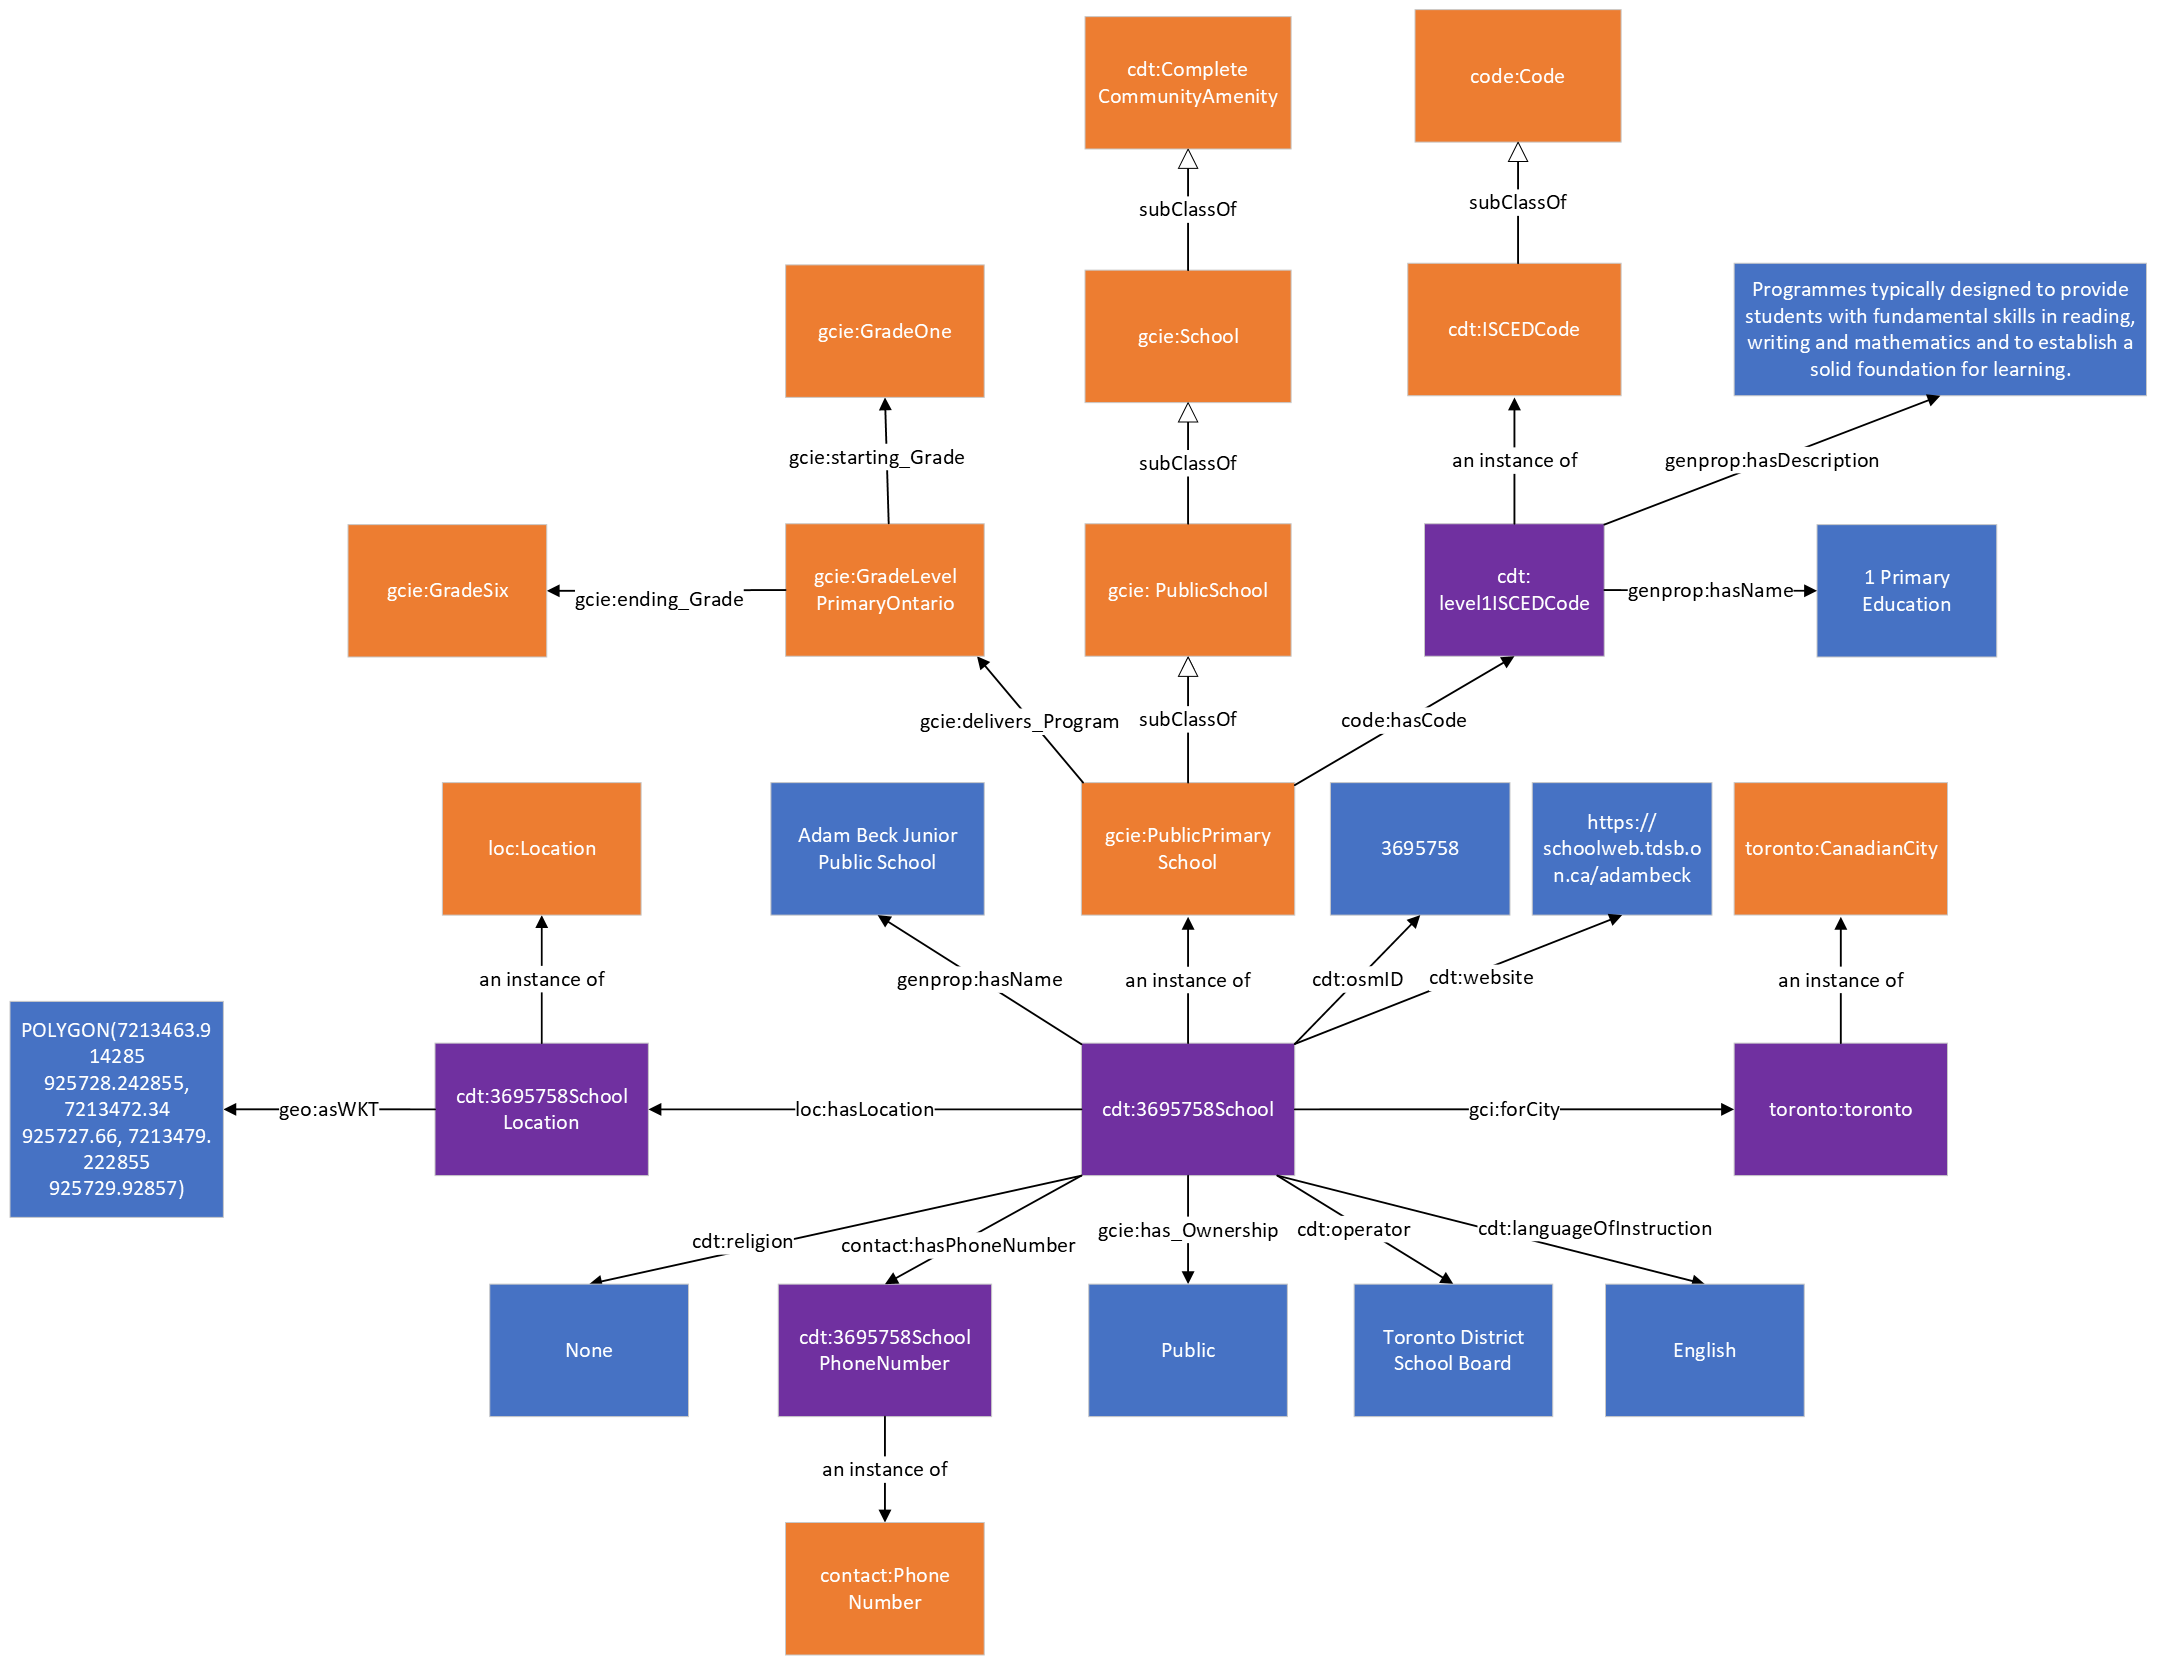 cdt:Complete
CommunityAmenity
code:Code
subClassOf
subClassOf
gcie:GradeOne
gcie:School
cdt:ISCEDCode
Programmes typically designed to provide
students with fundamental skills in reading,
writing and mathematics and to establish a
solid foundation for learning.
gcie:starting_Grade
subClassOf
an instance of
genprop:hasDescription
gcie:GradeSix
gcie:ending_Grade
gcie:GradeLevel
PrimaryOntario
gcie: PublicSchool
cdt:
level1ISCEDCode
genprop:hasName
1 Primary
Education
gcie:delivers_Program
subClassOf
code:hasCode
loc:Location
Adam Beck Junior
Public School
gcie:PublicPrimary
School
3695758
https://
schoolweb.tdsb.o
n.ca/adambeck
toronto:CanadianCity
an instance of
genprop:hasName
an instance of
cdt:osmID
cdt:website
an instance of
POLYGON(7213463.9
14285
925728.242855,
7213472.34
925727.66, 7213479.
222855
925729.92857)
geo:asWKT
cdt:3695758School
Location
loc:hasLocation
cdt:3695758School
gci:forCity
toronto:toronto
cdt:religion
contact:hasPhoneNumber
gcie:has_Ownership
cdt:operator
cdt:languageOfInstruction
None
cdt:3695758School
PhoneNumber
Public
Toronto District
School Board
English
an instance of
contact:Phone
Number